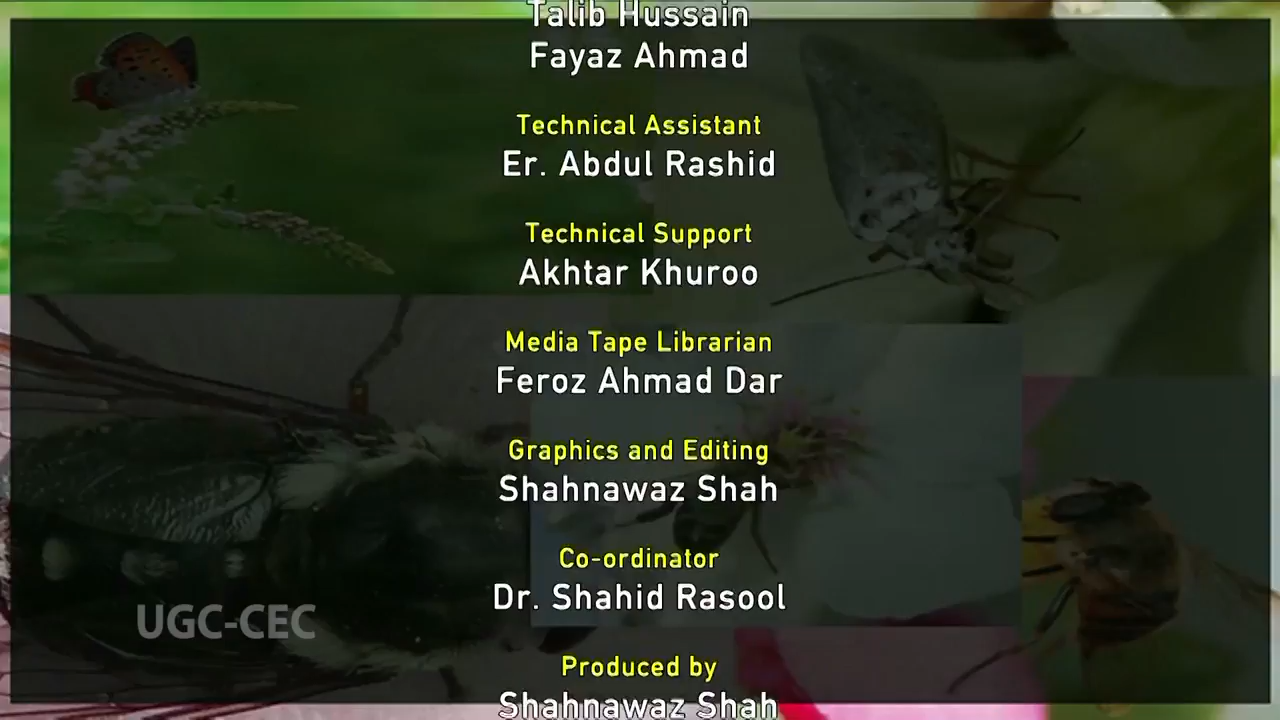 Talib Hussain
Fayaz Ahmad
Technical Assistant
Er. Abdul Rashid
Technical Support
Akhtar Khuroo
Media Tape Librarian
Feroz Ahmad Dar
Graphics and Editing
Shahnawaz Shah
Co-ordinator
Dr. Shahid Rasool
UGC-CEC
Produced by
Shahnawaz Shah